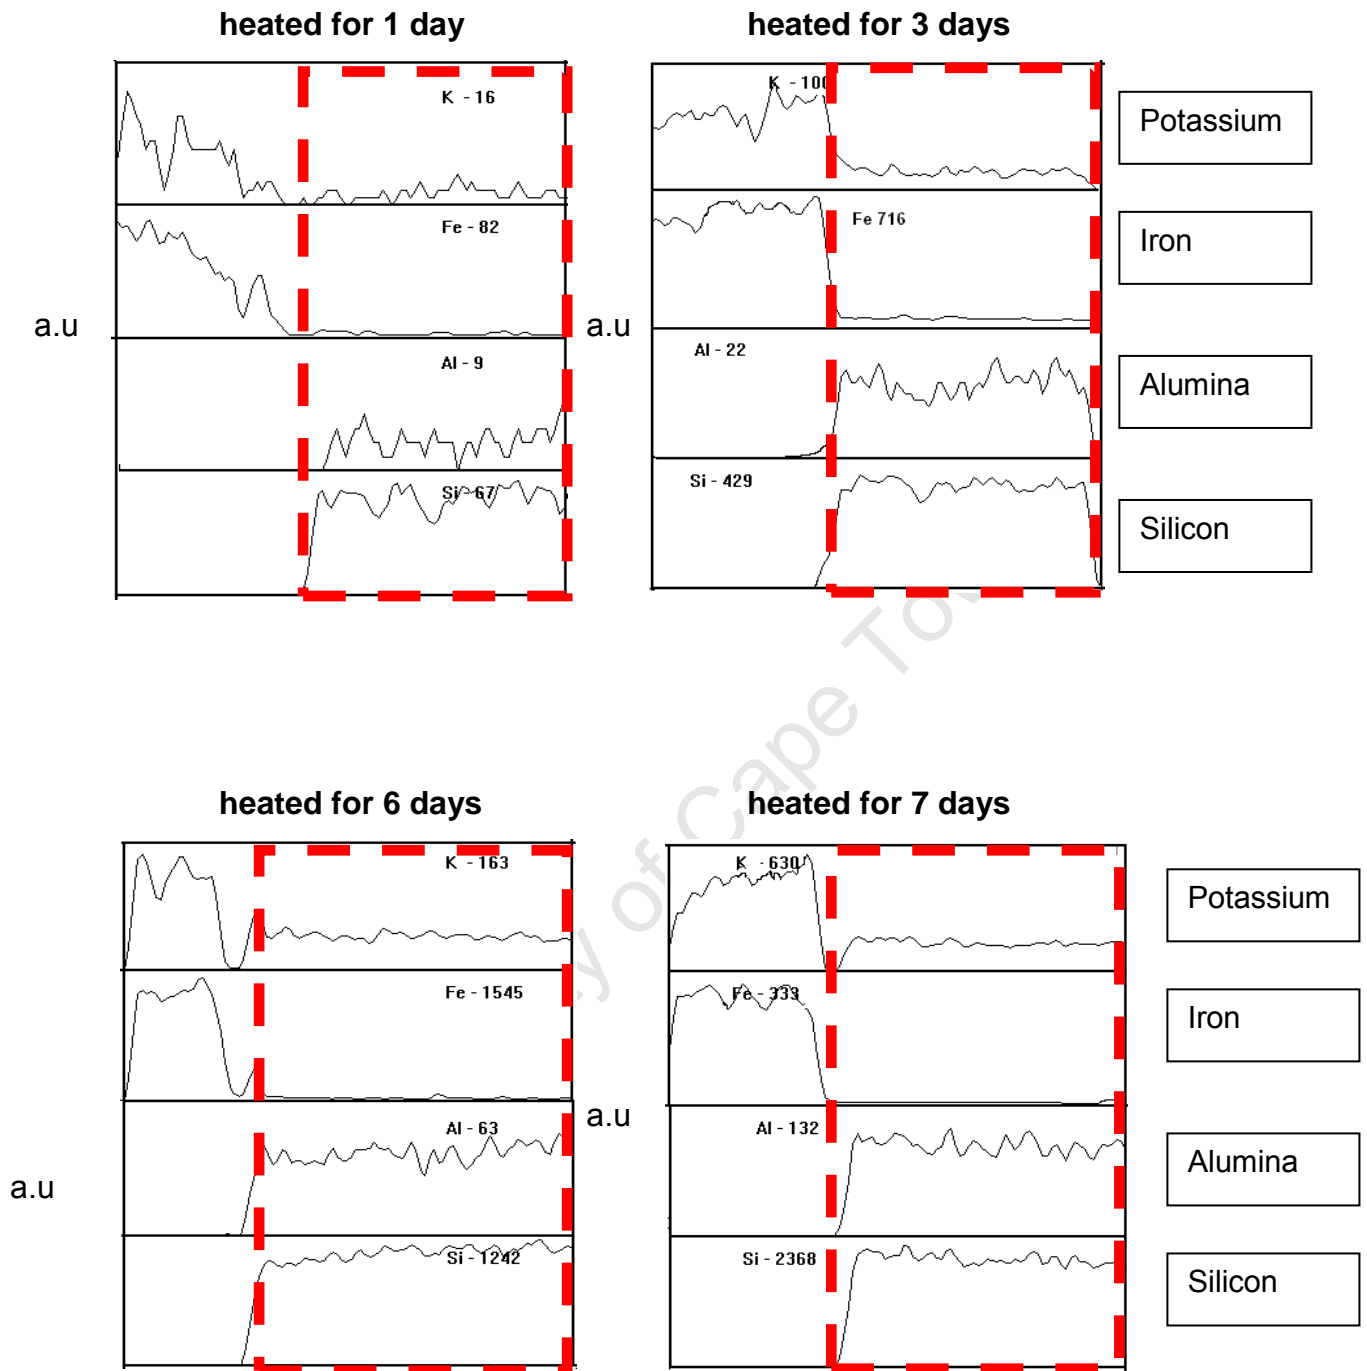 heated for 1 day
heated for 3 days
K - 16
Fe - 82
Al - 9
Si - 67
a.u
K - 100
Fe 716
Al - 22
Si - 429
a.u
Potassium
Iron
Alumina
Silicon
of Cape
heated for 6 days
heated for 7 days
K - 163
Fe - 1545
Al - 63
Si - 1242
a.u
K - 630
Fe - 333
Al - 132
Si - 2368
a.u
Potassium
Iron
Alumina
Silicon